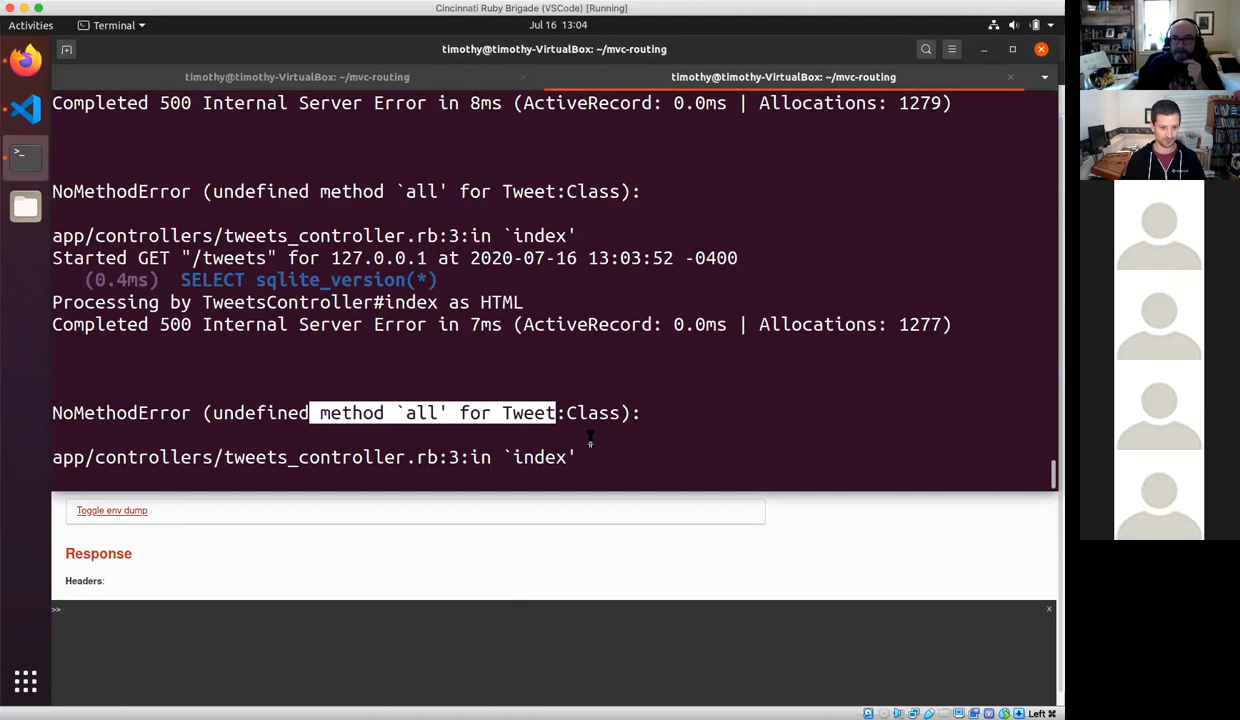 Cincinnati Ruby Brigade (VSCode) [Running]
Activities
Terminal
Jul 16 13:04
timothy@timothy-VirtualBox: ~/mvc-routing
timothy@timothy-VirtualBox: ~/mvc-routing
timothy@timothy-VirtualBox: ~/mvc-routing
Completed 500 Internal Server Error in 8ms (ActiveRecord: 0.0ms | Allocations: 1279)
NoMethodError (undefined method `all' for Tweet:Class):
app/controllers/tweets_controller.rb:3:in `index'
Started GET "/tweets" for 127.0.0.1 at 2020-07-16 13:03:52 -0400
(0.4ms) SELECT sqlite_version(*)
Processing by TweetsController#index as HTML
Completed 500 Internal Server Error in 7ms (ActiveRecord: 0.0ms | Allocations: 1277)
NoMethodError (undefined method `all' for Tweet:Class):
app/controllers/tweets_controller.rb:3:in `index'
Toggle env dump
Response
Headers:
>>
x
Left ⌘